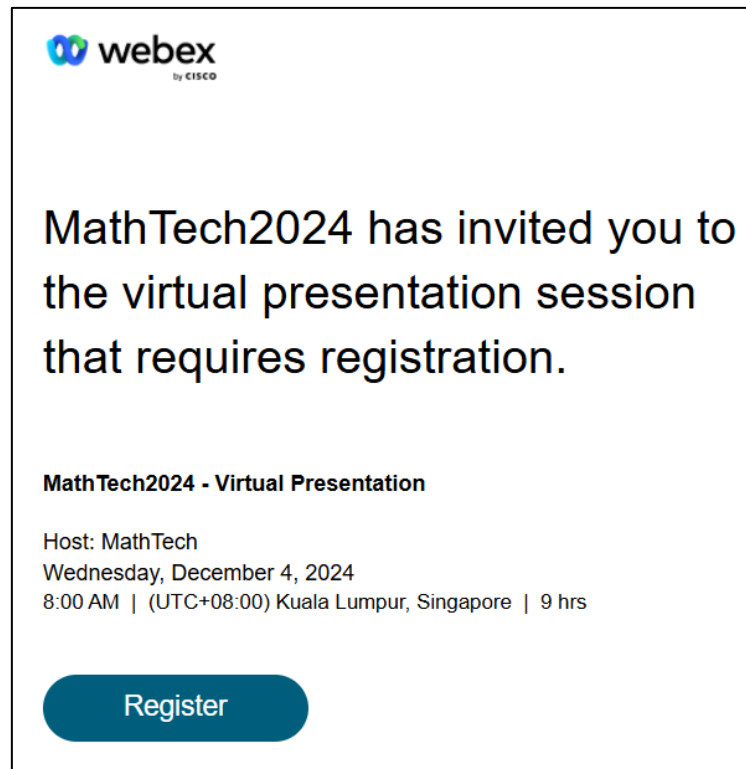 webex
by CISCO
MathTech2024 has invited you to
the virtual presentation session
that requires registration.
MathTech2024 - Virtual Presentation
Host: MathTech
Wednesday, December 4, 2024
8:00 AM | (UTC+08:00) Kuala Lumpur, Singapore | 9 hrs
Register